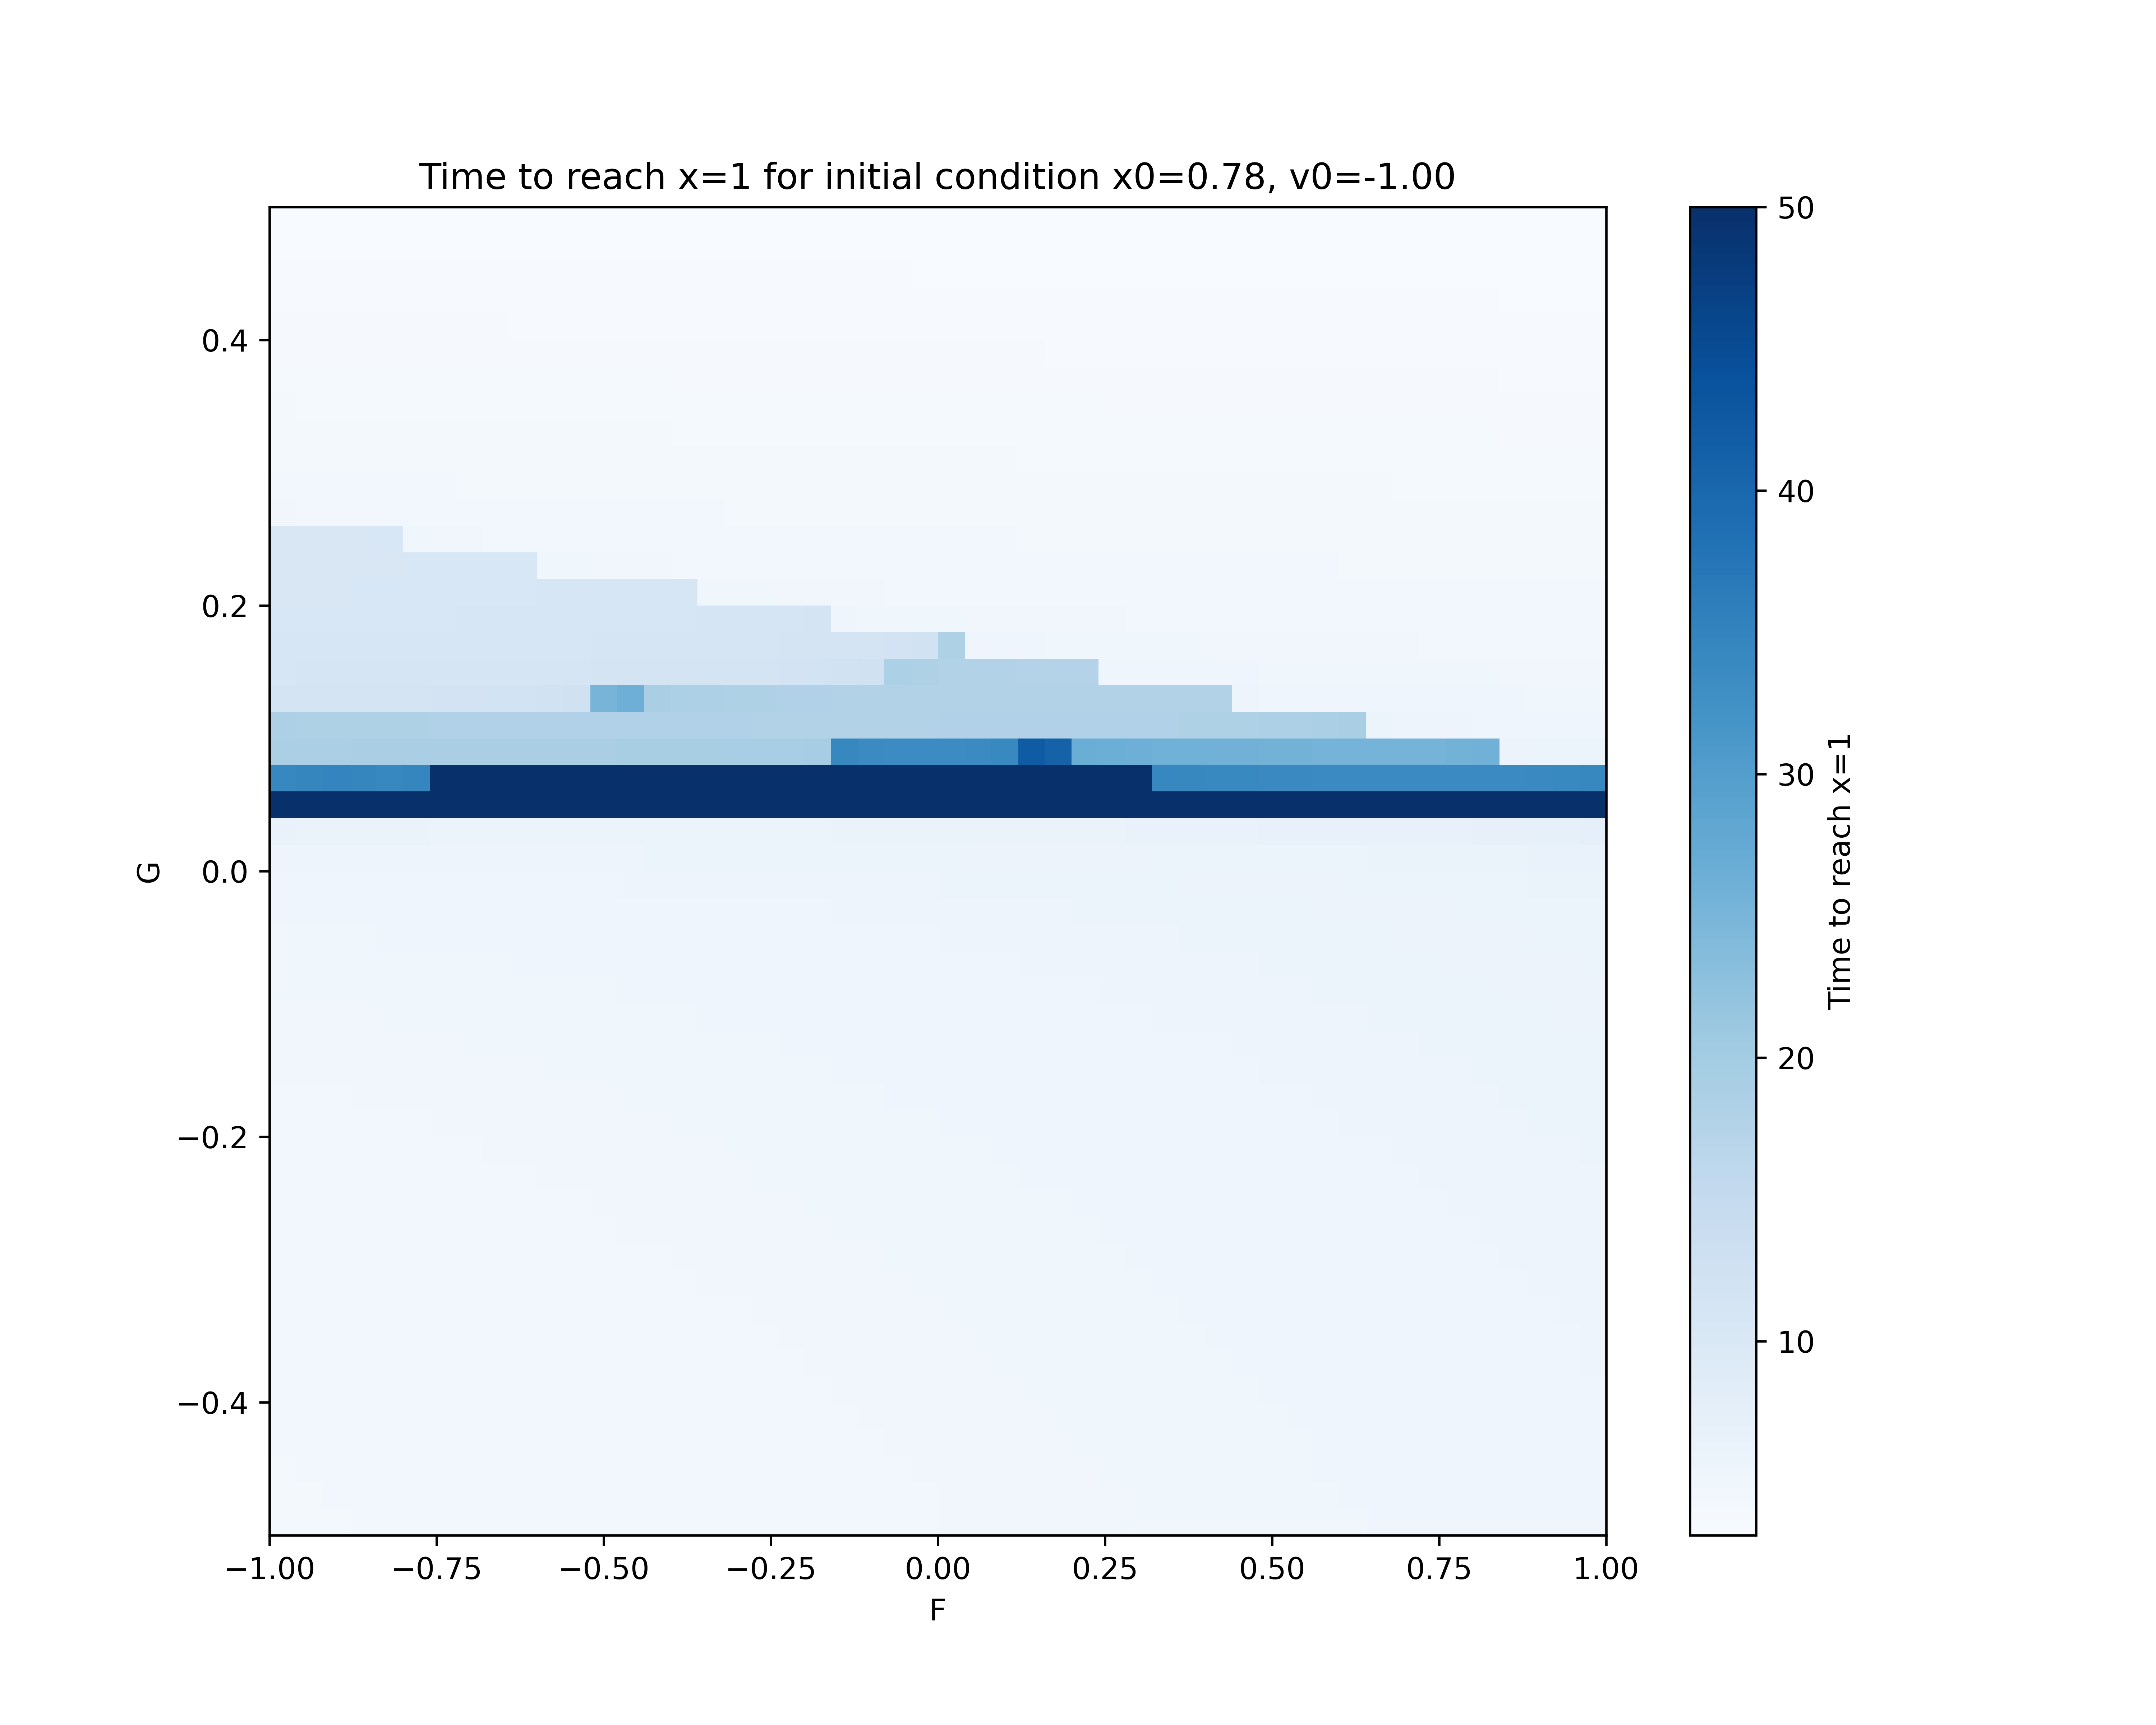 Time to reach x=1 for initial condition x0=0.78, v0=-1.00
0.4
0.2
0.0
−0.2
−0.4
G
−1.00 −0.75 −0.50 −0.25 0.00 0.25 0.50 0.75 1.00
F
50
40
30
20
10
Time to reach x=1